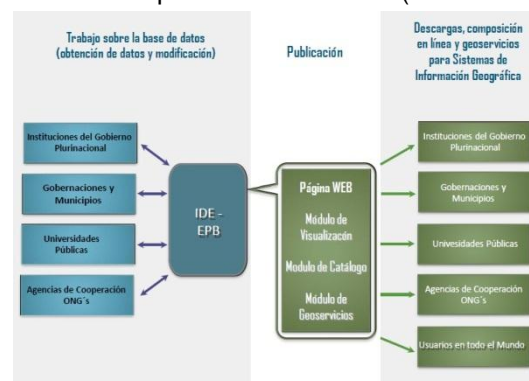 Trabajo sobre la base de datos
(obtención de datos y modificación)
Publicación
Descargas, composición
en línea y geoservicios
para Sistemas de
Información Geográfica
Instituciones del Gobierno
Plurinacional
Gobernaciones y
Municipios
Universidades
Públicas
Agencias de Cooperación
ONG´s
IDE -
EPB
Página WEB
Módulo de
Visualizacón
Modulo de Catálogo
Módulo de
Geoservicios
Instituciones del Gobierno
Plurinacional
Gobernaciones y
Municipios
Univesidades Públicas
Agencias de Cooperación
ONG´s
Usuarios en todo el Mundo